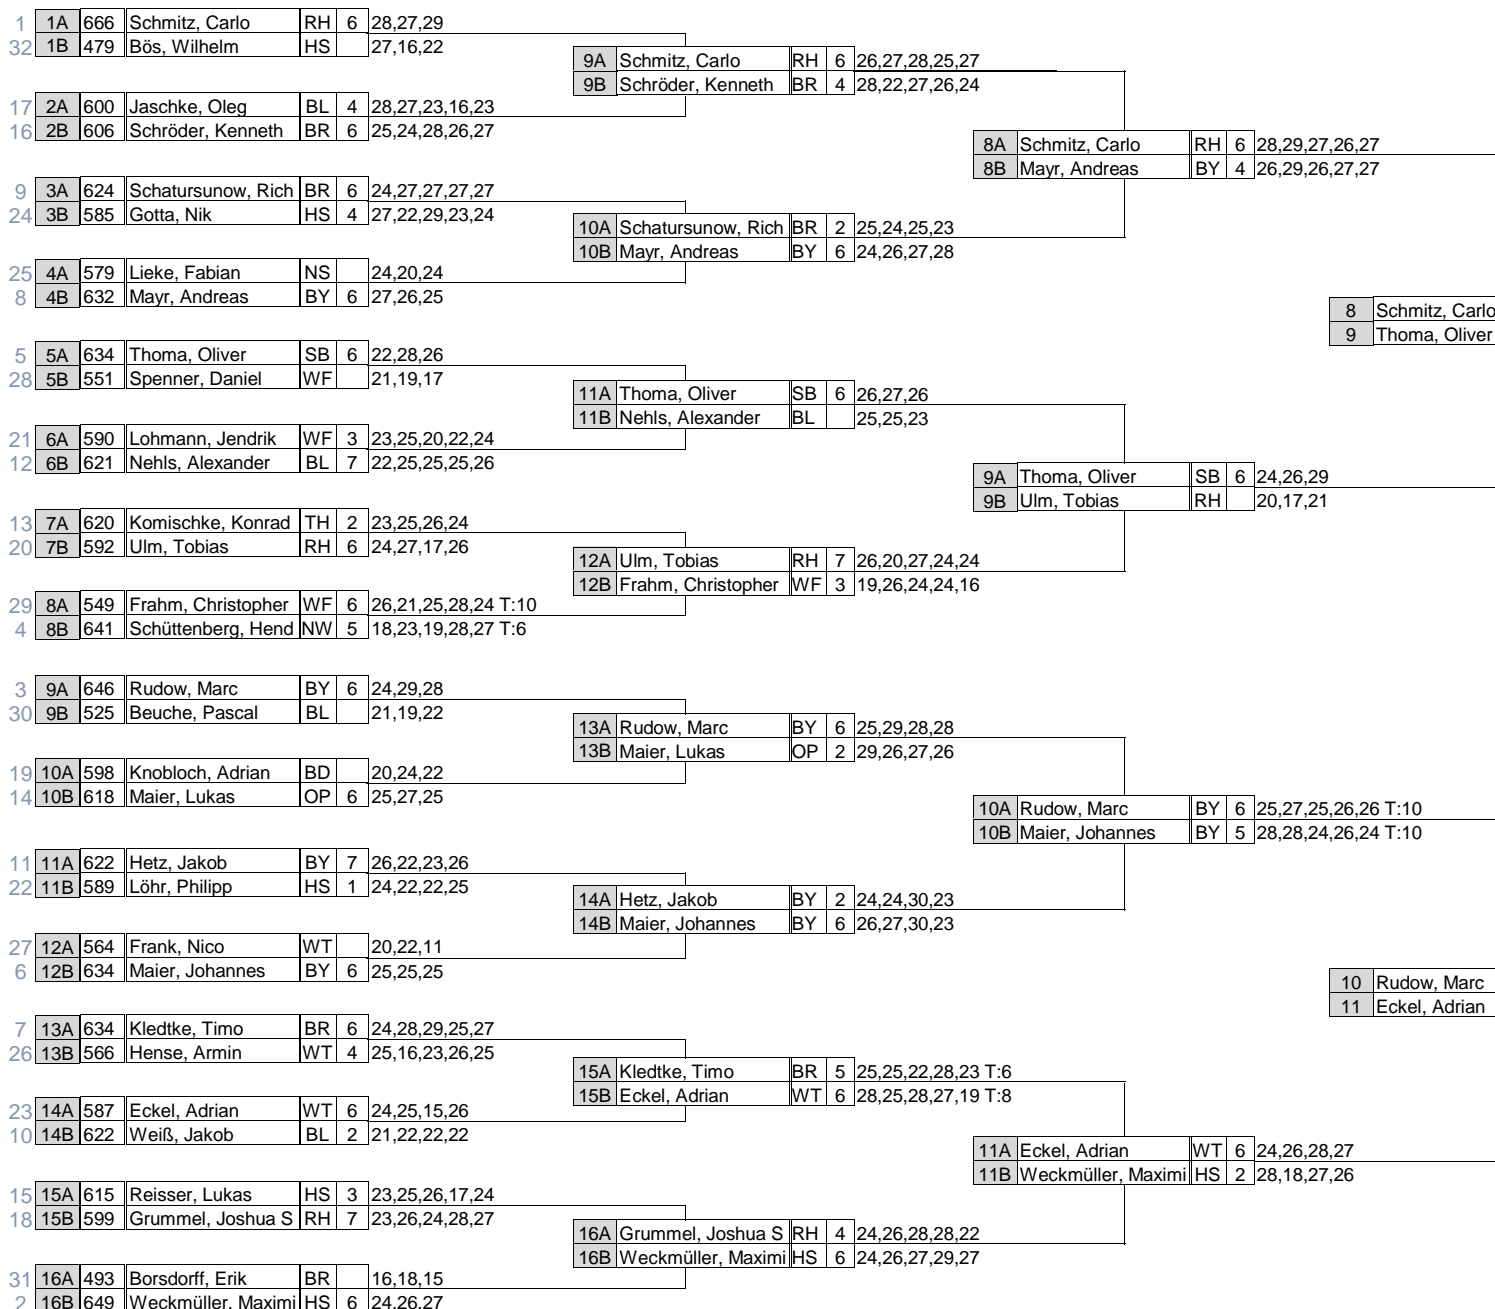 1 1A 666 Schmitz, Carlo RH 6 28,27,29
32 1B 479 Bös, Wilhelm HS 27,16,22
9A Schmitz, Carlo RH 6 26,27,28,25,27
9B Schröder, Kenneth BR 4 28,22,27,26,24
17 2A 600 Jaschke, Oleg BL 4 28,27,23,16,23
16 2B 606 Schröder, Kenneth BR 6 25,24,28,26,27
8A Schmitz, Carlo RH 6 28,29,27,26,27
8B Mayr, Andreas BY 4 26,29,26,27,27
9 3A 624 Schatursunow, Rich BR 6 24,27,27,27,27
24 3B 585 Gotta, Nik HS 4 27,22,29,23,24
10A Schatursunow, Rich BR 2 25,24,25,23
10B Mayr, Andreas BY 6 24,26,27,28
25 4A 579 Lieke, Fabian NS 24,20,24
8 4B 632 Mayr, Andreas BY 6 27,26,25
8 Schmitz, Carlo
9 Thoma, Oliver
5 5A 634 Thoma, Oliver SB 6 22,28,26
28 5B 551 Spenner, Daniel WF 21,19,17
11A Thoma, Oliver SB 6 26,27,26
11B Nehls, Alexander BL 25,25,23
21 6A 590 Lohmann, Jendrik WF 3 23,25,20,22,24
12 6B 621 Nehls, Alexander BL 7 22,25,25,25,26
9A Thoma, Oliver SB 6 24,26,29
9B Ulm, Tobias RH 20,17,21
13 7A 620 Komischke, Konrad TH 2 23,25,26,24
20 7B 592 Ulm, Tobias RH 6 24,27,17,26
12A Ulm, Tobias RH 7 26,20,27,24,24
12B Frahm, Christopher WF 3 19,26,24,24,16
29 8A 549 Frahm, Christopher WF 6 26,21,25,28,24 T:10
4 8B 641 Schüttenberg, Hend NW 5 18,23,19,28,27 T:6
3 9A 646 Rudow, Marc BY 6 24,29,28
30 9B 525 Beuche, Pascal BL 21,19,22
13A Rudow, Marc BY 6 25,29,28,28
13B Maier, Lukas OP 2 29,26,27,26
19 10A 598 Knobloch, Adrian BD 20,24,22
14 10B 618 Maier, Lukas OP 6 25,27,25
10A Rudow, Marc BY 6 25,27,25,26,26 T:10
10B Maier, Johannes BY 5 28,28,24,26,24 T:10
11 11A 622 Hetz, Jakob BY 7 26,22,23,26
22 11B 589 Löhr, Philipp HS 1 24,22,22,25
14A Hetz, Jakob BY 2 24,24,30,23
14B Maier, Johannes BY 6 26,27,30,23
27 12A 564 Frank, Nico WT 20,22,11
6 12B 634 Maier, Johannes BY 6 25,25,25
10 Rudow, Marc
11 Eckel, Adrian
7 13A 634 Kledtke, Timo BR 6 24,28,29,25,27
26 13B 566 Hense, Armin WT 4 25,16,23,26,25
15A Kledtke, Timo BR 5 25,25,22,28,23 T:6
15B Eckel, Adrian WT 6 28,25,28,27,19 T:8
23 14A 587 Eckel, Adrian WT 6 24,25,15,26
10 14B 622 Weiß, Jakob BL 2 21,22,22,22
11A Eckel, Adrian WT 6 24,26,28,27
11B Weckmüller, Maximi HS 2 28,18,27,26
15 15A 615 Reisser, Lukas HS 3 23,25,26,17,24
18 15B 599 Grummel, Joshua S RH 7 23,26,24,28,27
16A Grummel, Joshua S RH 4 24,26,28,28,22
16B Weckmüller, Maximi HS 6 24,26,27,29,27
31 16A 493 Borsdorff, Erik BR 16,18,15
2 16B 649 Weckmüller, Maximi HS 6 24,26,27